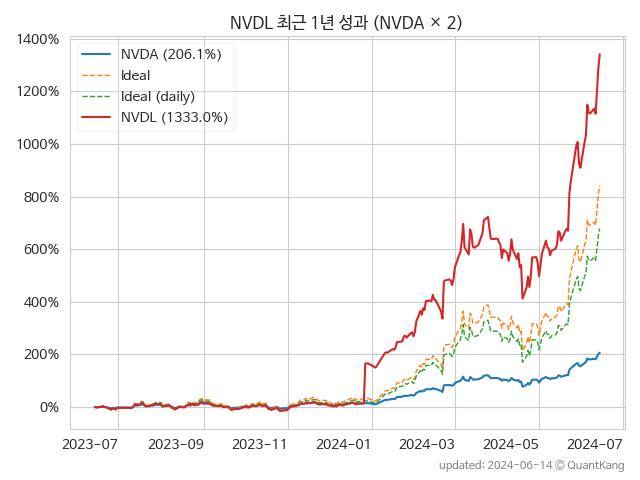 NVDL 최근 1년 성과 (NVDA × 2)
1400%
1200%
1000%
800%
600%
400%
200%
0%
NVDA (206.1%)
Ideal
Ideal (daily)
NVDL (1333.0%)
2023-07
2023-09
2023-11
2024-01
2024-03
2024-05
2024-07
updated: 2024-06-14 © QuantKang